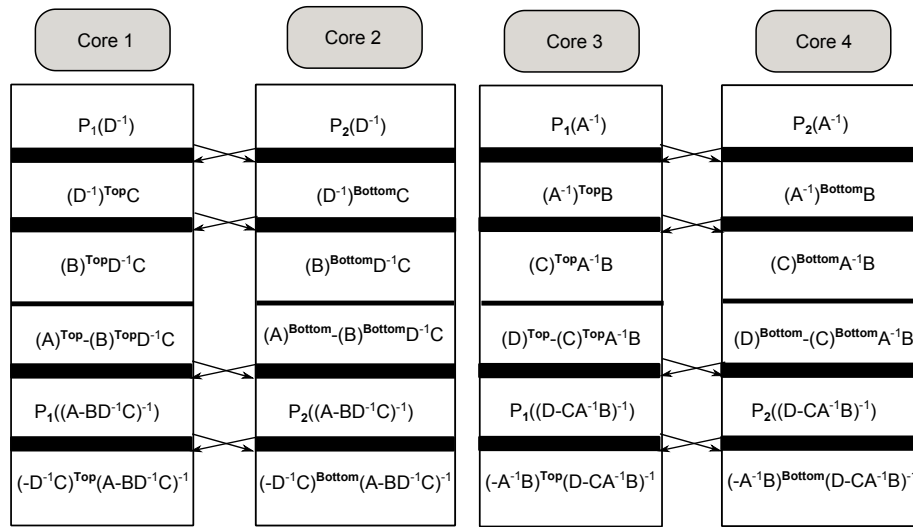 Core 1 Core 2 Core 3 Core 4
P₁(D⁻¹) P₂(D⁻¹) P₁(A⁻¹) P₂(A⁻¹)
(D⁻¹)ᵀᵒᵖC (D⁻¹)ᴮᵒᵗᵗᵒᵐC (A⁻¹)ᵀᵒᵖB (A⁻¹)ᴮᵒᵗᵗᵒᵐB
(B)ᵀᵒᵖD⁻¹C (B)ᴮᵒᵗᵗᵒᵐD⁻¹C (C)ᵀᵒᵖA⁻¹B (C)ᴮᵒᵗᵗᵒᵐA⁻¹B
(A)ᵀᵒᵖ-(B)ᵀᵒᵖD⁻¹C (A)ᴮᵒᵗᵗᵒᵐ-(B)ᴮᵒᵗᵗᵒᵐD⁻¹C (D)ᵀᵒᵖ-(C)ᵀᵒᵖA⁻¹B (D)ᴮᵒᵗᵗᵒᵐ-(C)ᴮᵒᵗᵗᵒᵐA⁻¹B
P₁((A-BD⁻¹C)⁻¹) P₂((A-BD⁻¹C)⁻¹) P₁((D-CA⁻¹B)⁻¹) P₂((D-CA⁻¹B)⁻¹)
(-D⁻¹C)ᵀᵒᵖ(A-BD⁻¹C)⁻¹ (-D⁻¹C)ᴮᵒᵗᵗᵒᵐ(A-BD⁻¹C)⁻¹ (-A⁻¹B)ᵀᵒᵖ(D-CA⁻¹B)⁻¹ (-A⁻¹B)ᴮᵒᵗᵗᵒᵐ(D-CA⁻¹B)⁻¹